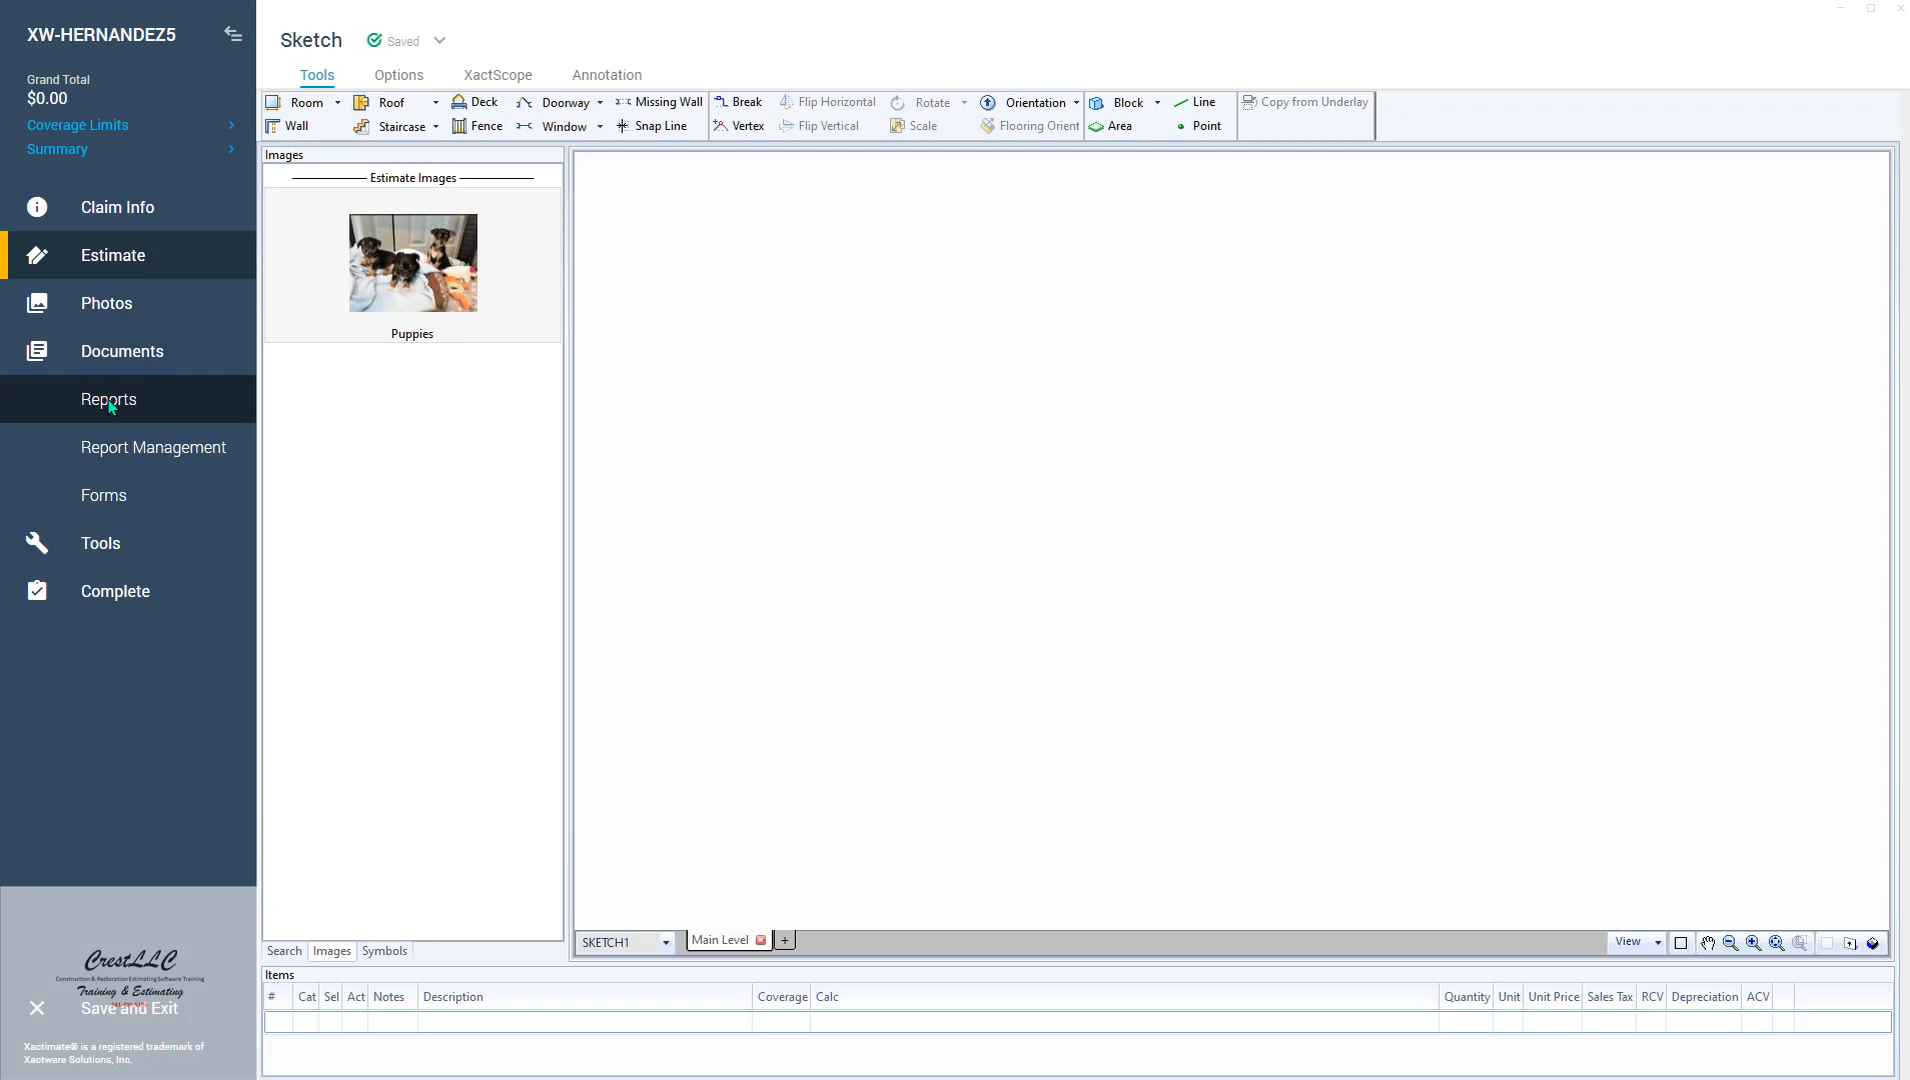 XW-HERNANDEZ5
Grand Total
$0.00
Coverage Limits
Summary
Claim Info
Estimate
Photos
Documents
Reports
Report Management
Forms
Tools
Complete
CrestLLC
Construction & Restoration Estimating Software Training
Training & Estimating
Save and Exit
Xactimate® is a registered trademark of
Xactware Solutions, Inc.
Sketch Saved
Tools Options XactScope Annotation
Room Roof Deck Doorway Missing Wall Break Flip Horizontal Rotate Orientation Block Line Copy from Underlay
Wall Staircase Fence Window Snap Line Vertex Flip Vertical Scale Flooring Orient Area Point
Images
Estimate Images
Puppies
Search Images Symbols
SKETCH1 Main Level + View
Items
# Cat Sel Act Notes Description Coverage Calc Quantity Unit Unit Price Sales Tax RCV Depreciation ACV